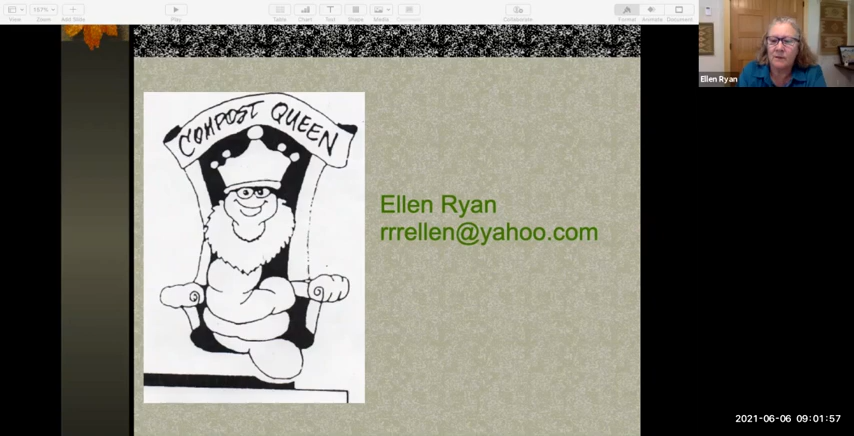 View
157%
Zoom
Add Slide
Play
Table
Chart
Text
Shape
Media
Comment
Collaborate
Format
Animate
Document
Ellen Ryan
COMPOST QUEEN
Ellen Ryan
rrrellen@yahoo.com
2021-06-06 09:01:57